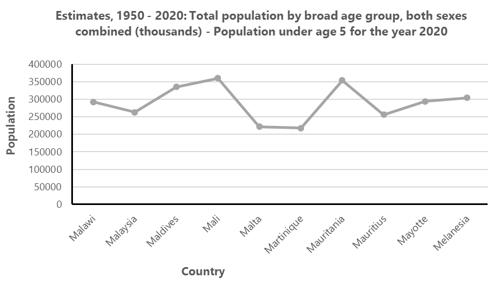 Estimates, 1950 - 2020: Total population by broad age group, both sexes
combined (thousands) - Population under age 5 for the year 2020
Population
400000
350000
300000
250000
200000
150000
100000
50000
0
Malawi
Malaysia
Maldives
Mali
Malta
Martinique
Mauritania
Mauritius
Mayotte
Melanesia
Country